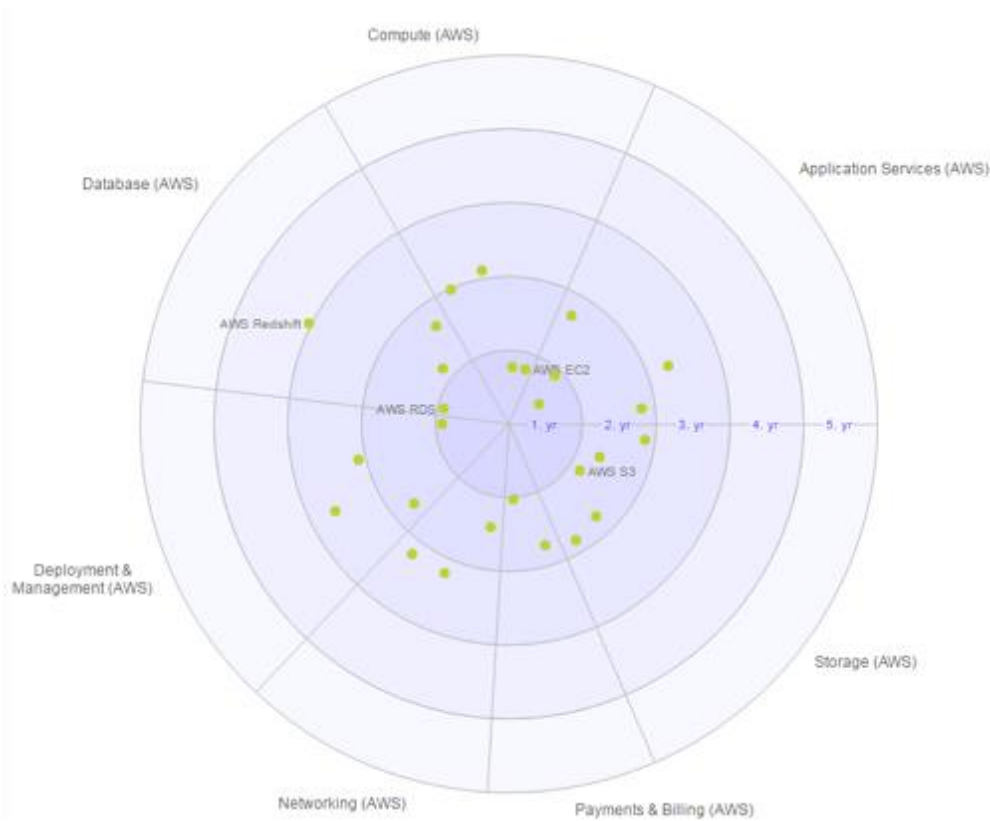 Compute (AWS)
Application Services (AWS)
Database (AWS)
AWS Redshift
AWS EC2
AWS RDS
1. yr
2. yr
3. yr
4. yr
5. yr
AWS S3
Deployment &
Management (AWS)
Storage (AWS)
Networking (AWS)
Payments & Billing (AWS)